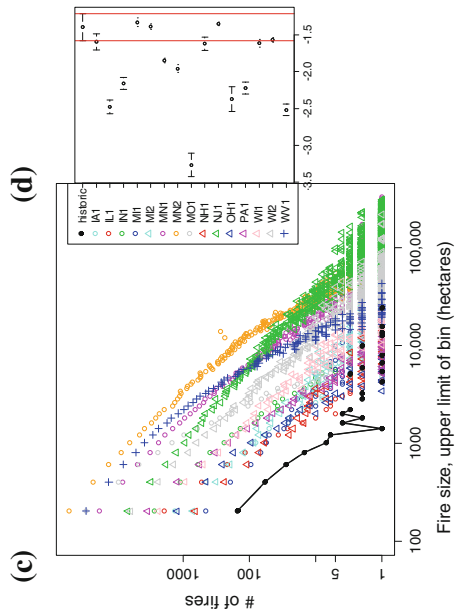 (c)
(d)
-3.5 -3.0 -2.5 -2.0 -1.5
historic
IA1
IL1
IN1
MI1
MI2
MN1
MN2
MO1
NH1
NJ1
OH1
PA1
WI1
WI2
WV1
# of fires
1 5 100 1000
100 1000 10,000 100,000
Fire size, upper limit of bin (hectares)